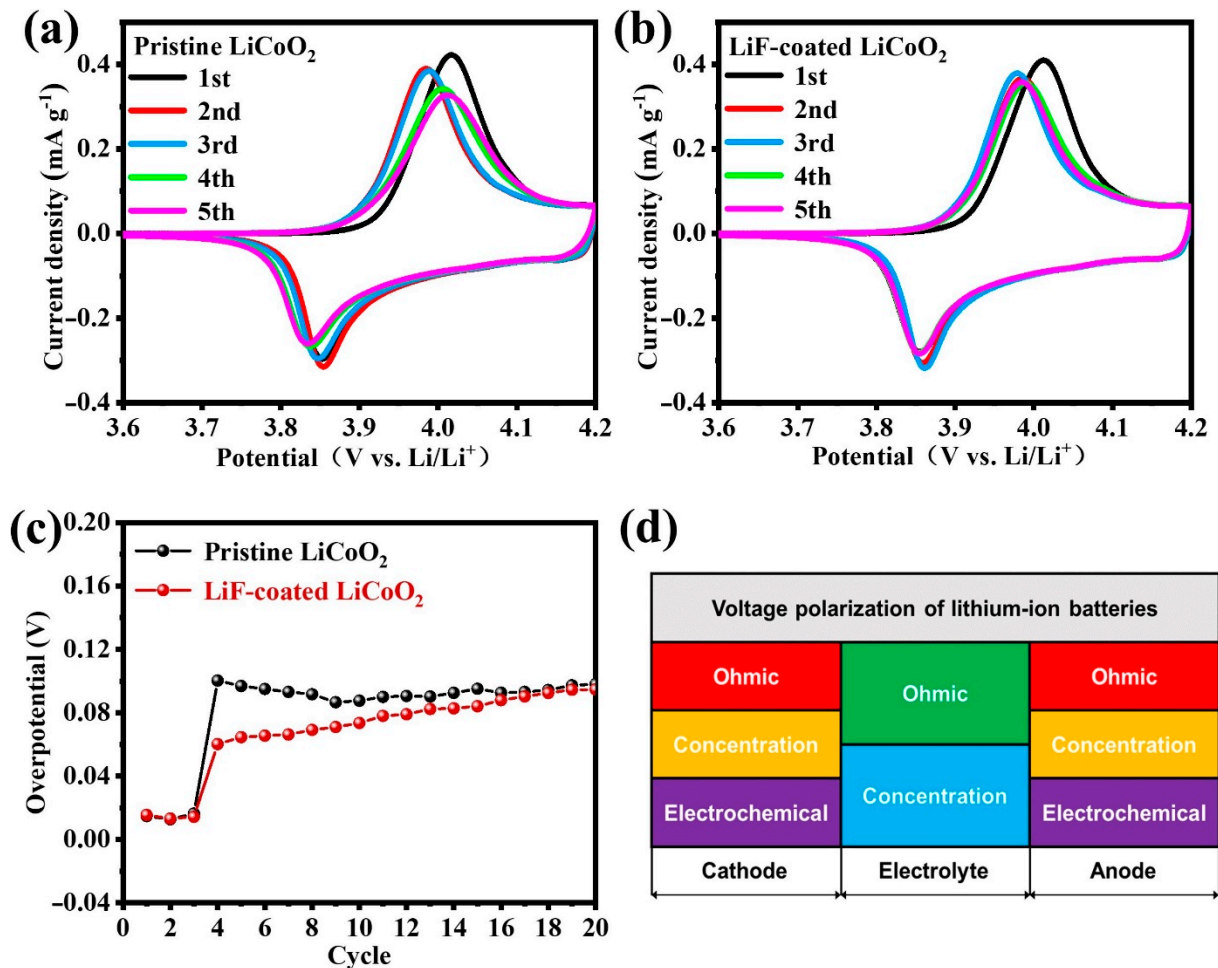 (a)
Pristine LiCoO₂
1st
2nd
3rd
4th
5th
Current density (mA g⁻¹)
0.4
0.2
0.0
−0.2
−0.4
3.6 3.7 3.8 3.9 4.0 4.1 4.2
Potential（V vs. Li/Li⁺）
(b)
LiF-coated LiCoO₂
1st
2nd
3rd
4th
5th
Current density (mA g⁻¹)
0.4
0.2
0.0
−0.2
−0.4
3.6 3.7 3.8 3.9 4.0 4.1 4.2
Potential（V vs. Li/Li⁺）
(c)
Pristine LiCoO₂
LiF-coated LiCoO₂
Overpotential (V)
0.20
0.16
0.12
0.08
0.04
0.00
−0.04
0 2 4 6 8 10 12 14 16 18 20
Cycle
(d)
Voltage polarization of lithium-ion batteries
Ohmic Ohmic Ohmic
Concentration Concentration Concentration
Electrochemical Electrochemical
Cathode Electrolyte Anode